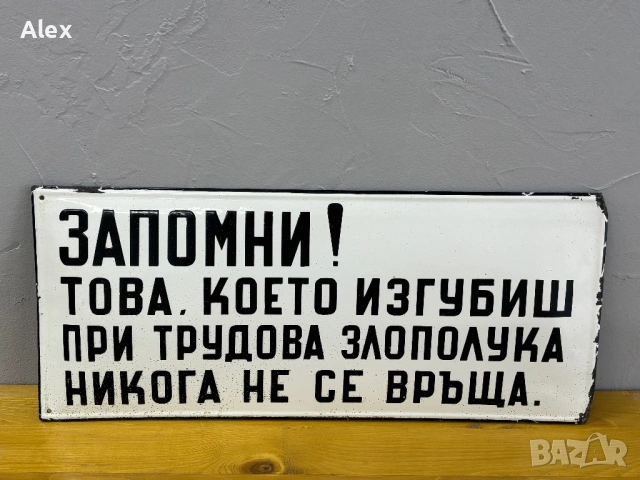 Alex
ЗАПОМНИ!
ТОВА, КОЕТО ИЗГУБИШ
ПРИ ТРУДОВА ЗЛОПОЛУКА
НИКОГА НЕ СЕ ВРЪЩА.
BAZAR